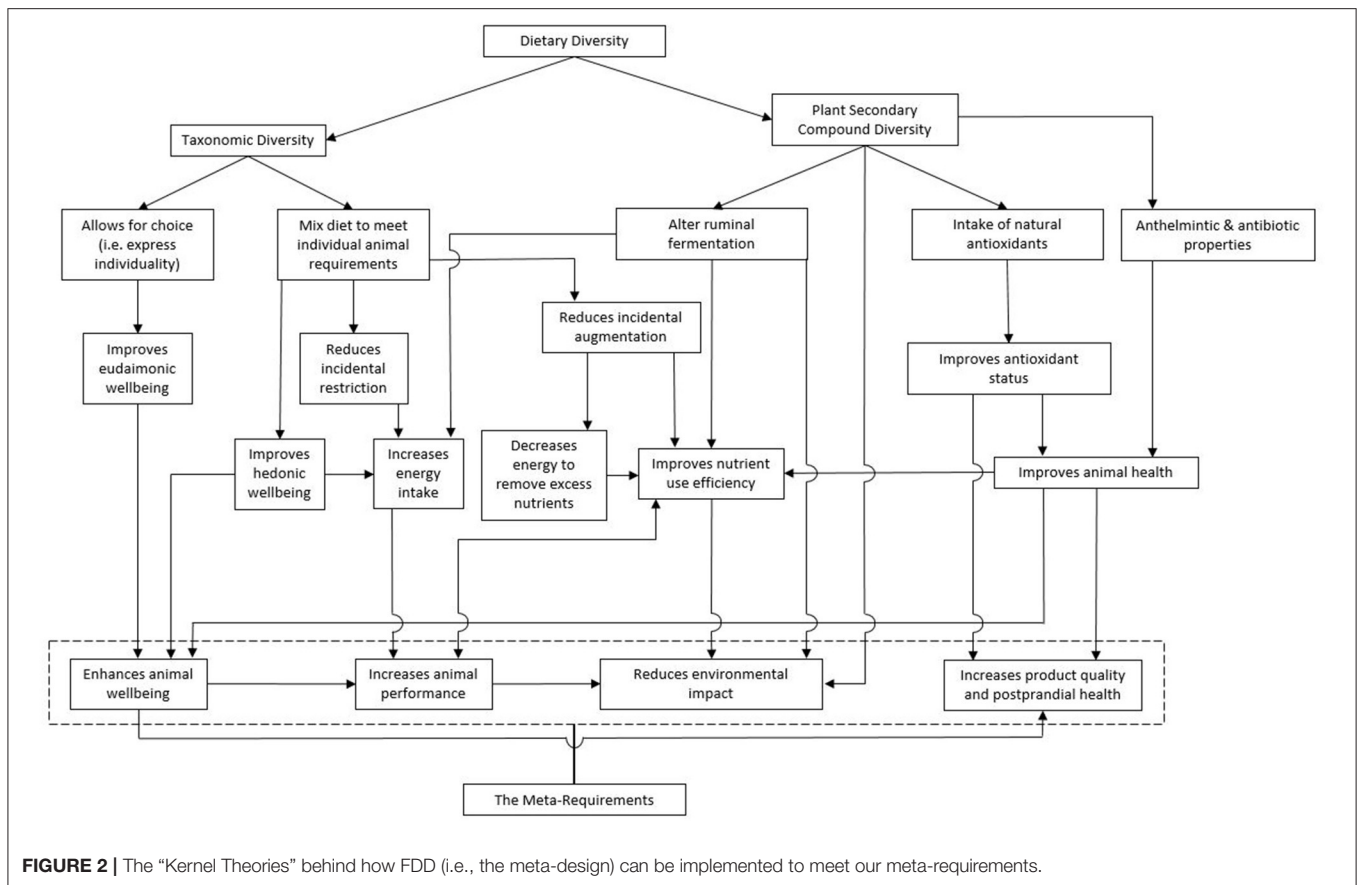 Dietary Diversity
Plant Secondary
Compound Diversity
Taxonomic Diversity
Allows for choice
(i.e. express
individuality)
Mix diet to meet
individual animal
requirements
Alter ruminal
fermentation
Intake of natural
antioxidants
Anthelmintic & antibiotic
properties
Reduces incidental
augmentation
Improves
eudaimonic
wellbeing
Reduces
incidental
restriction
Improves antioxidant
status
Improves
hedonic
wellbeing
Increases
energy
intake
Decreases
energy to
remove excess
nutrients
Improves nutrient
use efficiency
Improves animal health
Enhances animal
wellbeing
Increases animal
performance
Reduces environmental
impact
Increases product quality
and postprandial health
The Meta-Requirements
FIGURE 2 | The “Kernel Theories” behind how FDD (i.e., the meta-design) can be implemented to meet our meta-requirements.